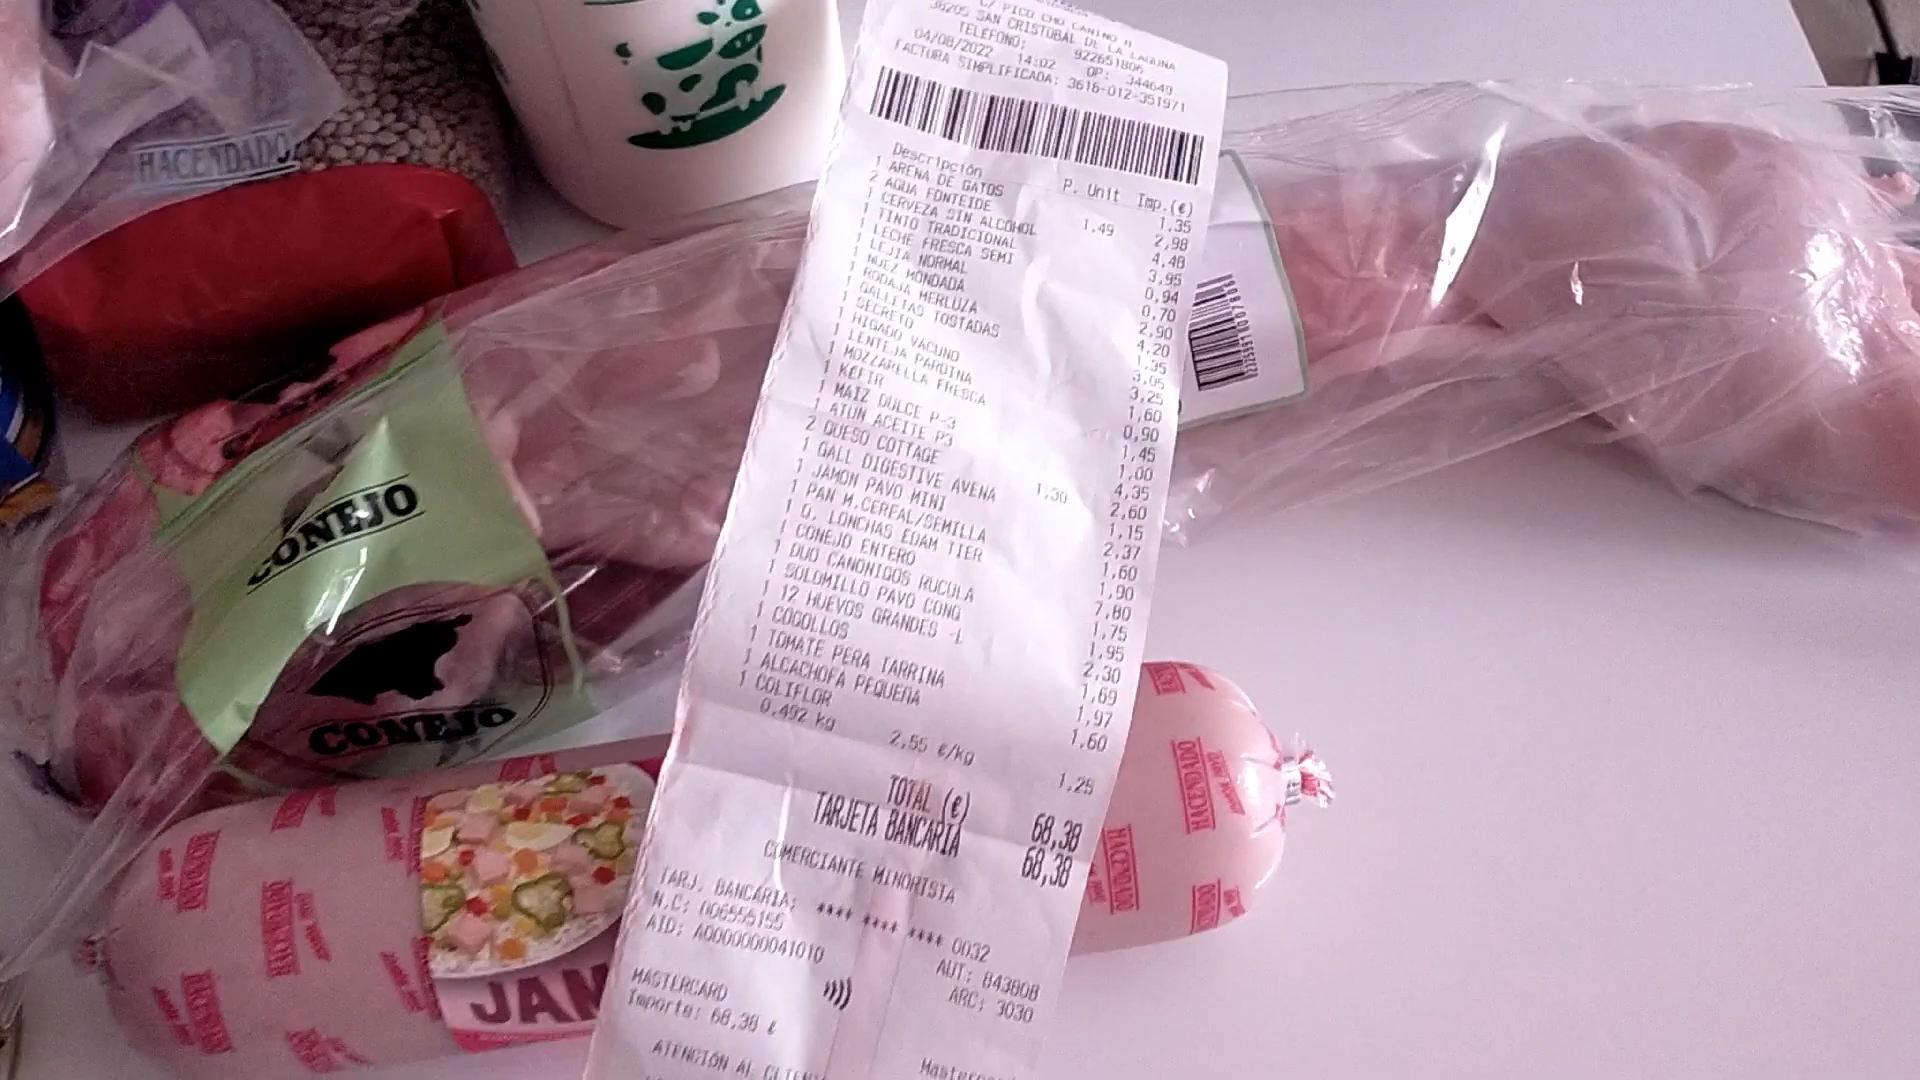 HACENDADO
C/ PICO CHO CANINO 11
38205 SAN CRISTOBAL DE LA LAGUNA
TELÉFONO: 922651806
04/08/2022 14:02 OP: 344649
FACTURA SIMPLIFICADA: 3616-012-351971
Descripción P. Unit Imp.(€)
1 ARENA DE GATOS 1,35
2 AGUA FONTEIDE 1,49 2,98
1 CERVEZA SIN ALCOHOL 4,48
1 TINTO TRADICIONAL 3,95
1 LECHE FRESCA SEMI 0,94
1 LEJIA NORMAL 0,70
1 NUEZ MONDADA 2,90
1 RODAJA MERLUZA 4,20
1 GALLETAS TOSTADAS 1,35
1 SECRETO 3,05
1 HIGADO VACUNO 3,25
1 LENTEJA PARDINA 1,60
1 MOZZARELLA FRESCA 0,90
1 KEFIR 1,45
1 MAIZ DULCE P-3 1,00
1 ATUN ACEITE P3 4,35
2 QUESO COTTAGE 1,30 2,60
1 GALL DIGESTIVE AVENA 1,15
1 JAMON PAVO MINI 2,37
1 PAN M.CEREAL/SEMILLA 1,60
1 Q. LONCHAS EDAM TIER 1,90
1 CONEJO ENTERO 7,80
1 DUO CANONIGOS RUCULA 1,75
1 SOLOMILLO PAVO CONG 1,95
1 12 HUEVOS GRANDES -L 2,30
1 COGOLLOS 1,69
1 TOMATE PERA TARRINA 1,97
1 ALCACHOFA PEQUEÑA 1,60
1 COLIFLOR
0,492 kg 2,55 €/kg 1,25
TOTAL (€) 68,38
TARJETA BANCARIA 68,38
COMERCIANTE MINORISTA
TARJ. BANCARIA: **** **** **** 0032
N.C: 006555155 AUT: 843808
AID: A0000000041010 ARC: 3030
MASTERCARD
Importe: 68,38 €
ATENCIÓN AL
CONEJO
CONEJO
HACENDADO
HACENDADO
HACENDADO
JAM